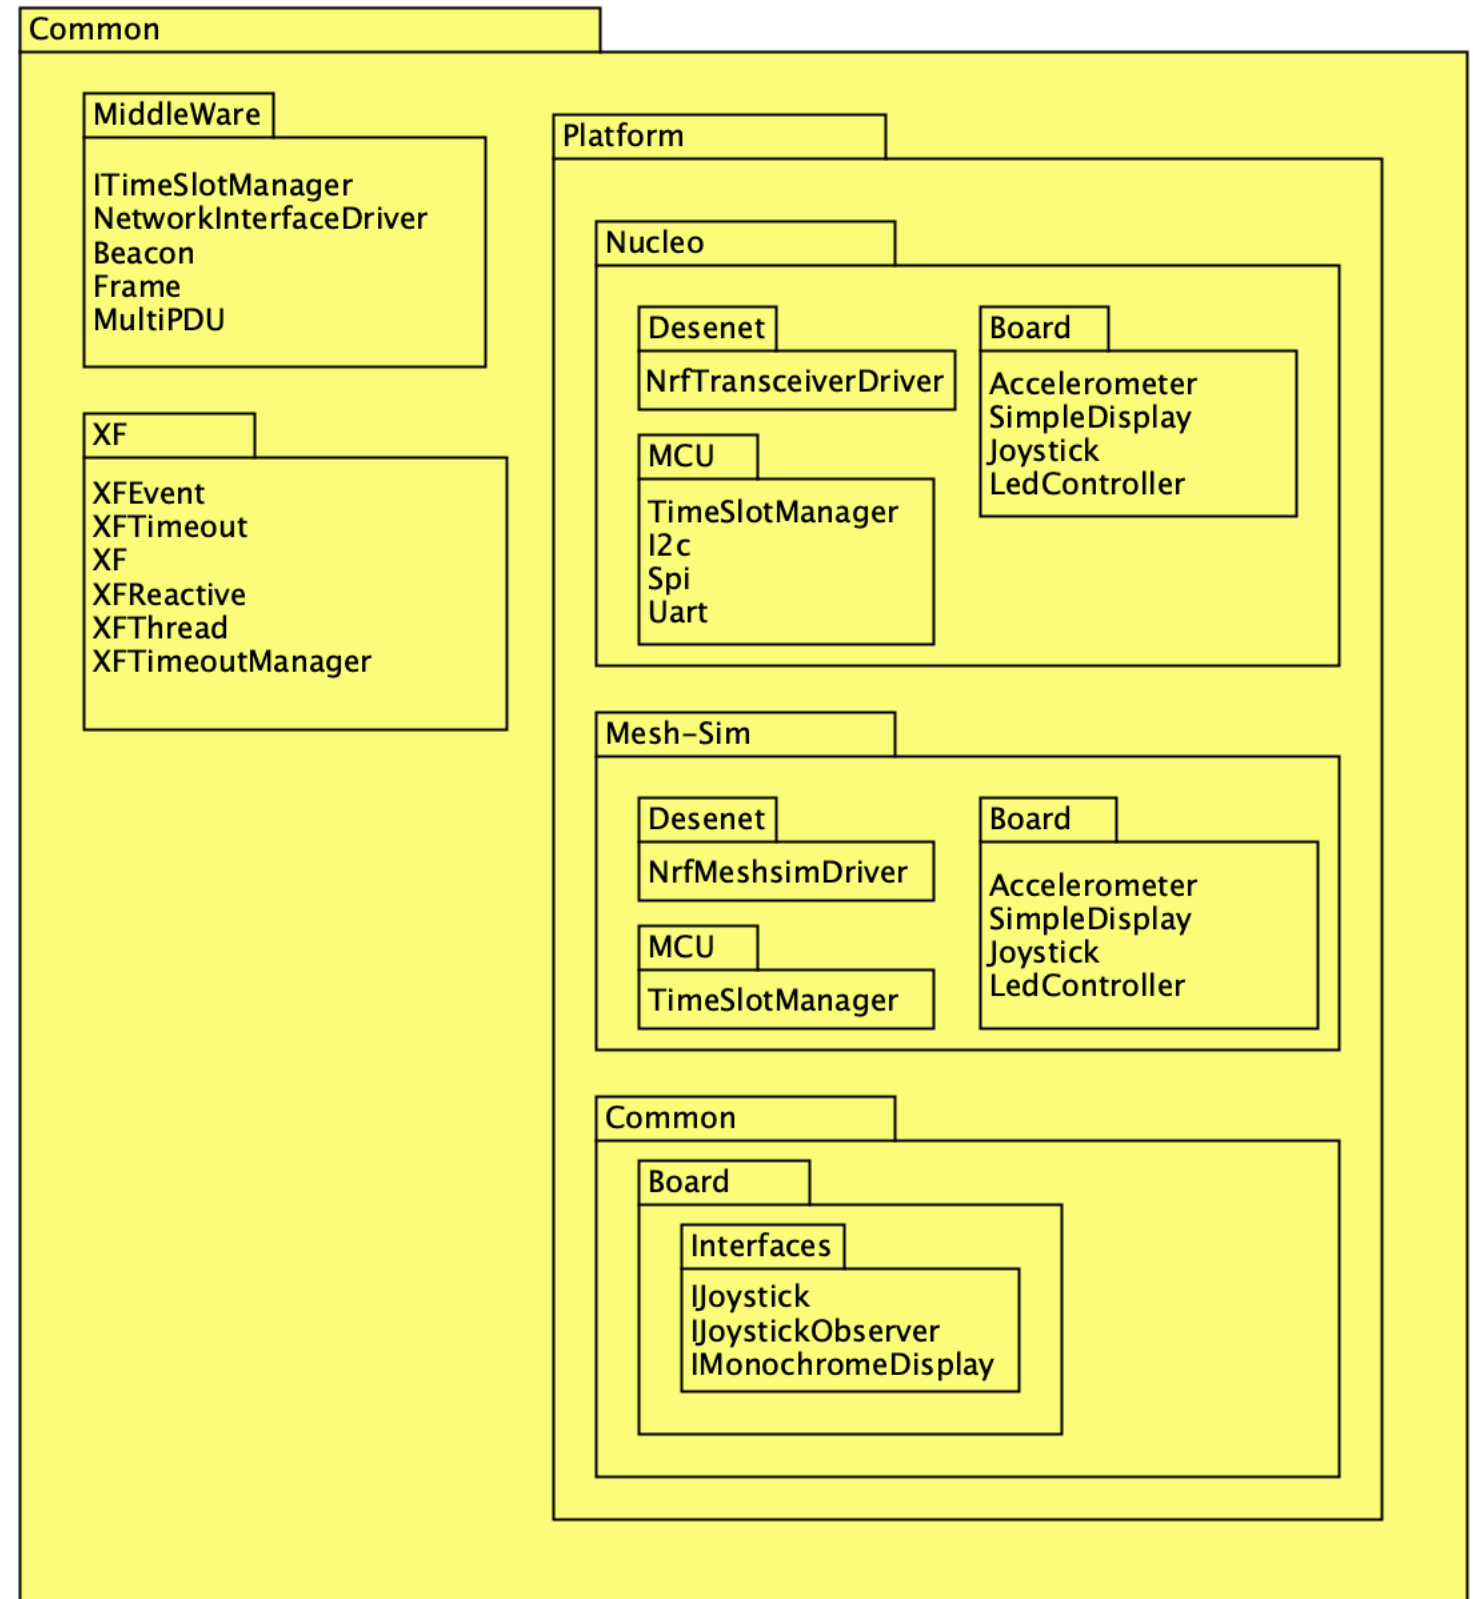 Common
MiddleWare
ITimeSlotManager
NetworkInterfaceDriver
Beacon
Frame
MultiPDU
XF
XFEvent
XFTimeout
XF
XFReactive
XFThread
XFTimeoutManager
Platform
Nucleo
Desenet
NrfTransceiverDriver
MCU
TimeSlotManager
I2c
Spi
Uart
Board
Accelerometer
SimpleDisplay
Joystick
LedController
Mesh-Sim
Desenet
NrfMeshsimDriver
MCU
TimeSlotManager
Board
Accelerometer
SimpleDisplay
Joystick
LedController
Common
Board
Interfaces
IJoystick
IJoystickObserver
IMonochromeDisplay